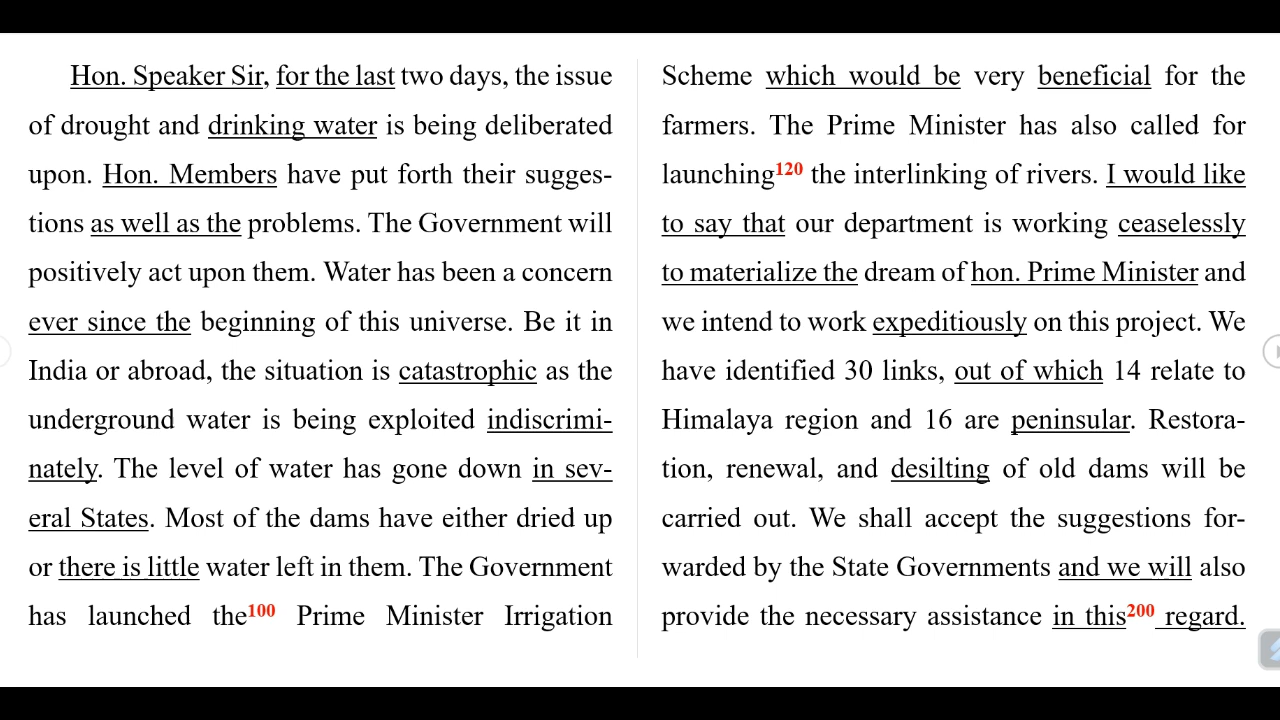 Hon. Speaker Sir, for the last two days, the issue
of drought and drinking water is being deliberated
upon. Hon. Members have put forth their sugges-
tions as well as the problems. The Government will
positively act upon them. Water has been a concern
ever since the beginning of this universe. Be it in
India or abroad, the situation is catastrophic as the
underground water is being exploited indiscrimi-
nately. The level of water has gone down in sev-
eral States. Most of the dams have either dried up
or there is little water left in them. The Government
has launched the100 Prime Minister Irrigation
Scheme which would be very beneficial for the
farmers. The Prime Minister has also called for
launching120 the interlinking of rivers. I would like
to say that our department is working ceaselessly
to materialize the dream of hon. Prime Minister and
we intend to work expeditiously on this project. We
have identified 30 links, out of which 14 relate to
Himalaya region and 16 are peninsular. Restora-
tion, renewal, and desilting of old dams will be
carried out. We shall accept the suggestions for-
warded by the State Governments and we will also
provide the necessary assistance in this200 regard.